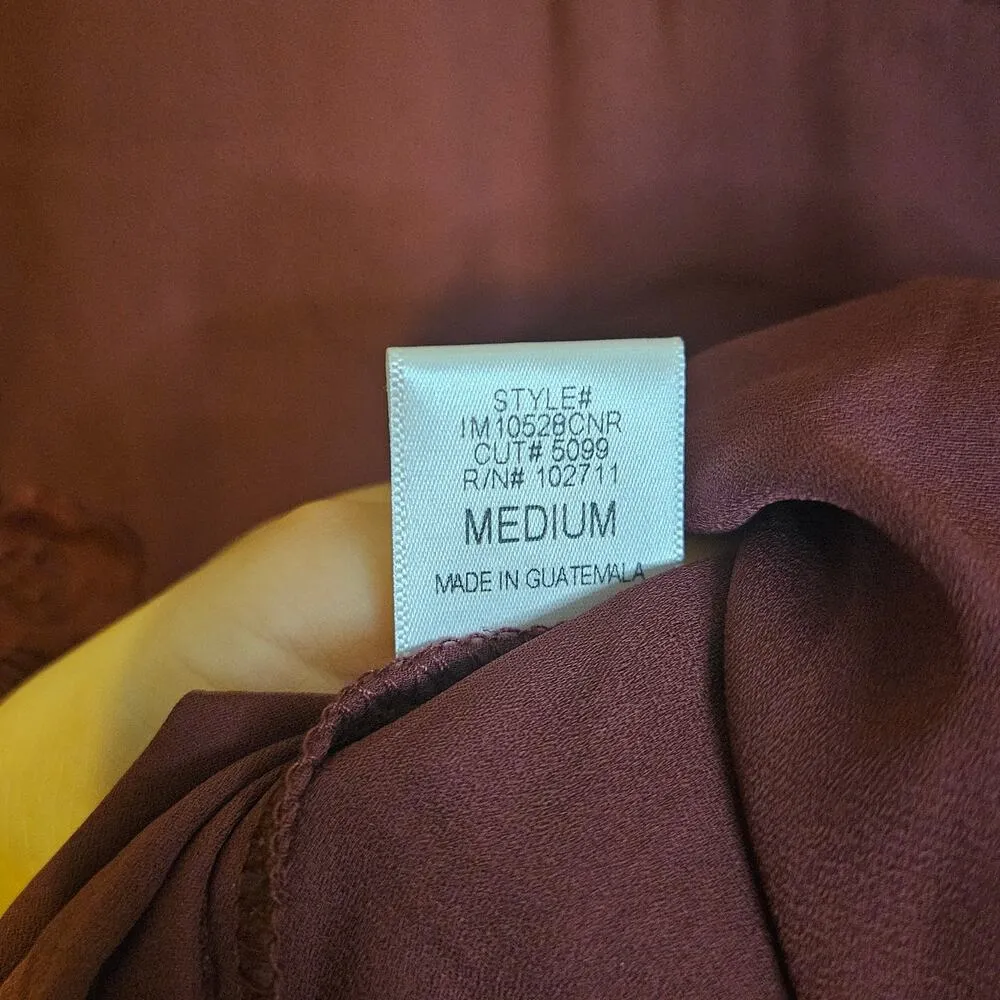 STYLE#
IM10528CNR
CUT# 5099
R/N# 102711
MEDIUM
MADE IN GUATEMALA